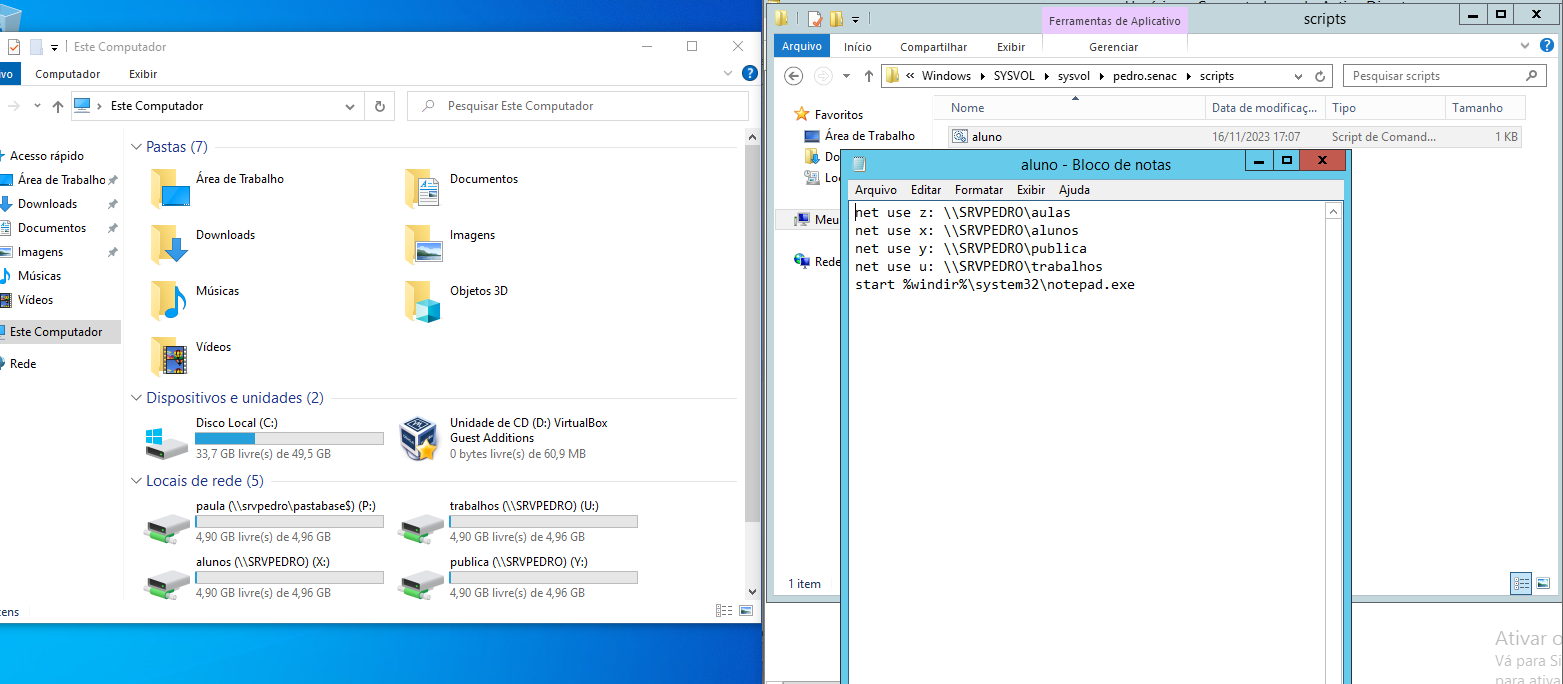 Este Computador
vo
Computador
Exibir
Este Computador
Pesquisar Este Computador
Acesso rápido
Área de Trabalho
Downloads
Documentos
Imagens
Músicas
Vídeos
Este Computador
Rede
Pastas (7)
Área de Trabalho
Documentos
Downloads
Imagens
Músicas
Objetos 3D
Vídeos
Dispositivos e unidades (2)
Disco Local (C:)
33,7 GB livre(s) de 49,5 GB
Unidade de CD (D:) VirtualBox
Guest Additions
0 bytes livre(s) de 60,9 MB
Locais de rede (5)
paula (\\srvpedro\pastabase$) (P:)
4,90 GB livre(s) de 4,96 GB
trabalhos (\\SRVPEDRO) (U:)
4,90 GB livre(s) de 4,96 GB
alunos (\\SRVPEDRO) (X:)
4,90 GB livre(s) de 4,96 GB
publica (\\SRVPEDRO) (Y:)
4,90 GB livre(s) de 4,96 GB
tens
Ferramentas de Aplicativo
scripts
Arquivo
Início
Compartilhar
Exibir
Gerenciar
« Windows
SYSVOL
sysvol
pedro.senac
scripts
Pesquisar scripts
Favoritos
Área de Trabalho
Do
Lo
Meu
Rede
Nome
Data de modificaç...
Tipo
Tamanho
aluno
16/11/2023 17:07
Script de Comand...
1 KB
1 item
aluno - Bloco de notas
Arquivo
Editar
Formatar
Exibir
Ajuda
net use z: \\SRVPEDRO\aulas
net use x: \\SRVPEDRO\alunos
net use y: \\SRVPEDRO\publica
net use u: \\SRVPEDRO\trabalhos
start %windir%\system32\notepad.exe
Ativar o
Vá para Si
para ativa